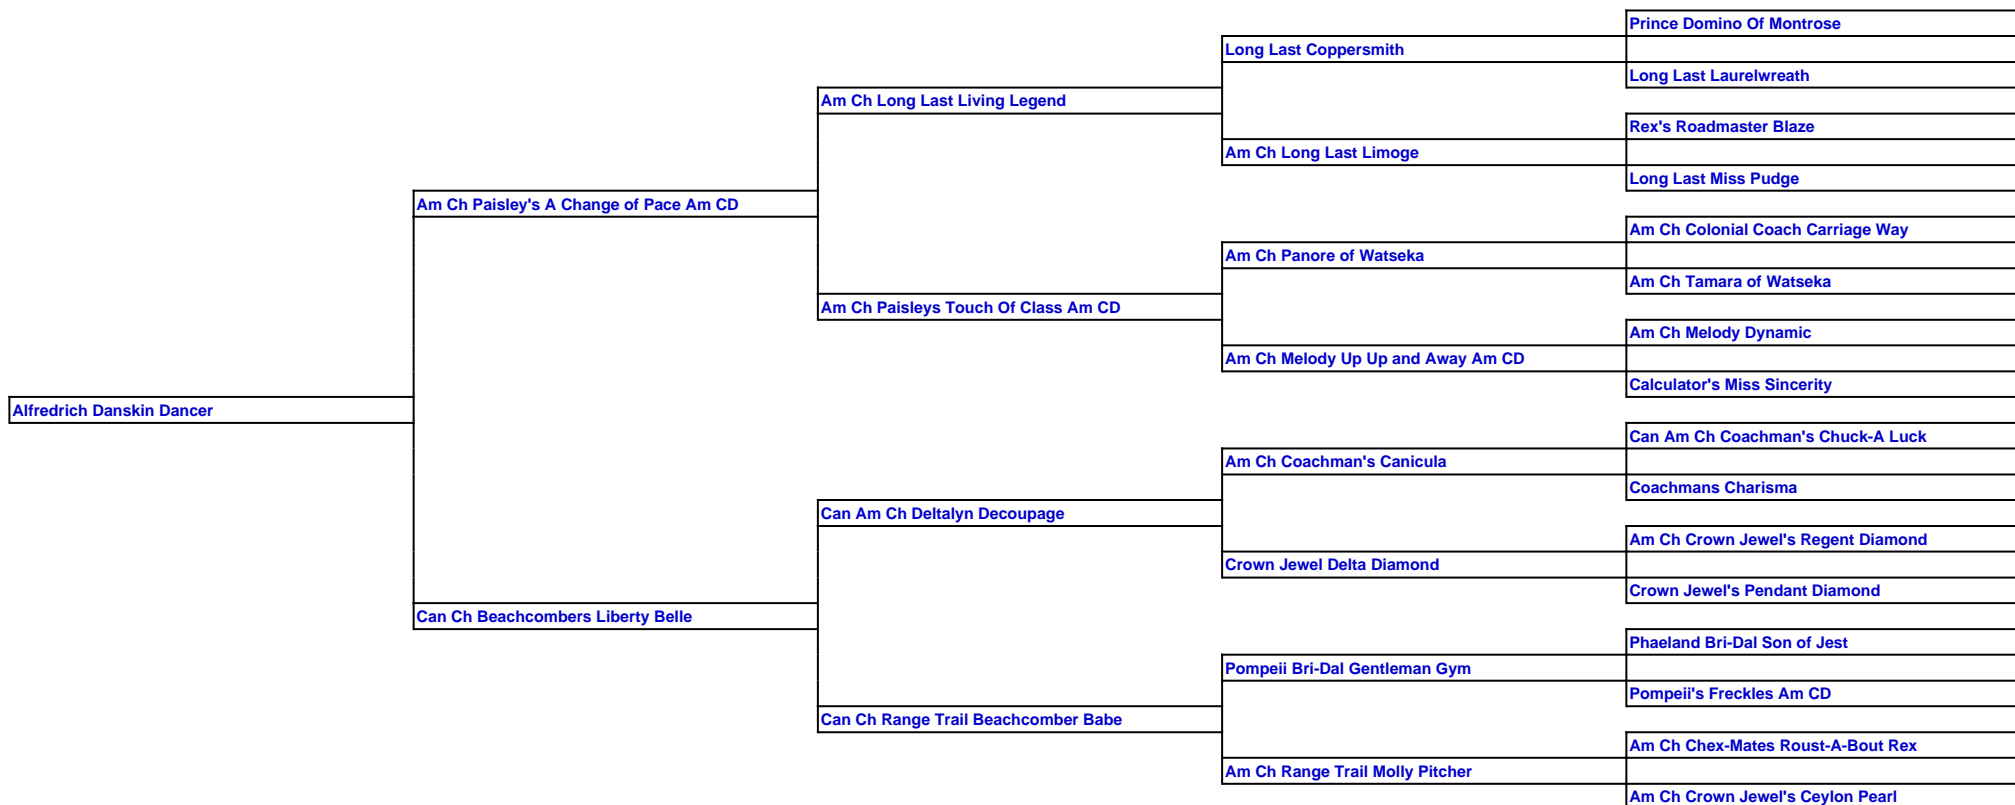 Prince Domino Of Montrose
Long Last Coppersmith
Long Last Laurelwreath
Am Ch Long Last Living Legend
Rex's Roadmaster Blaze
Am Ch Long Last Limoge
Long Last Miss Pudge
Am Ch Paisley's A Change of Pace Am CD
Am Ch Colonial Coach Carriage Way
Am Ch Panore of Watseka
Am Ch Tamara of Watseka
Am Ch Paisleys Touch Of Class Am CD
Am Ch Melody Dynamic
Am Ch Melody Up Up and Away Am CD
Calculator's Miss Sincerity
Alfredrich Danskin Dancer
Can Am Ch Coachman's Chuck-A Luck
Am Ch Coachman's Canicula
Coachmans Charisma
Can Am Ch Deltalyn Decoupage
Am Ch Crown Jewel's Regent Diamond
Crown Jewel Delta Diamond
Crown Jewel's Pendant Diamond
Can Ch Beachcombers Liberty Belle
Phaeland Bri-Dal Son of Jest
Pompeii Bri-Dal Gentleman Gym
Pompeii's Freckles Am CD
Can Ch Range Trail Beachcomber Babe
Am Ch Chex-Mates Roust-A-Bout Rex
Am Ch Range Trail Molly Pitcher
Am Ch Crown Jewel's Ceylon Pearl